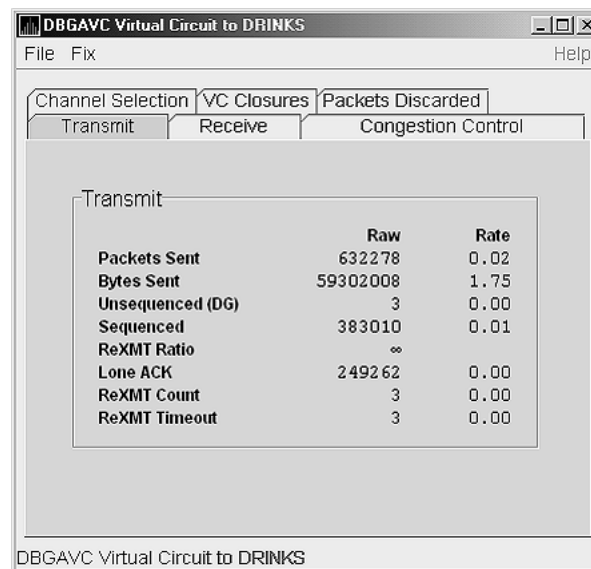 DBGAVC Virtual Circuit to DRINKS
File Fix Help
Channel Selection VC Closures Packets Discarded
Transmit Receive Congestion Control
Transmit
Raw Rate
Packets Sent 632278 0.02
Bytes Sent 59302008 1.75
Unsequenced (DG) 3 0.00
Sequenced 383010 0.01
ReXMT Ratio ∞
Lone ACK 249262 0.00
ReXMT Count 3 0.00
ReXMT Timeout 3 0.00
DBGAVC Virtual Circuit to DRINKS